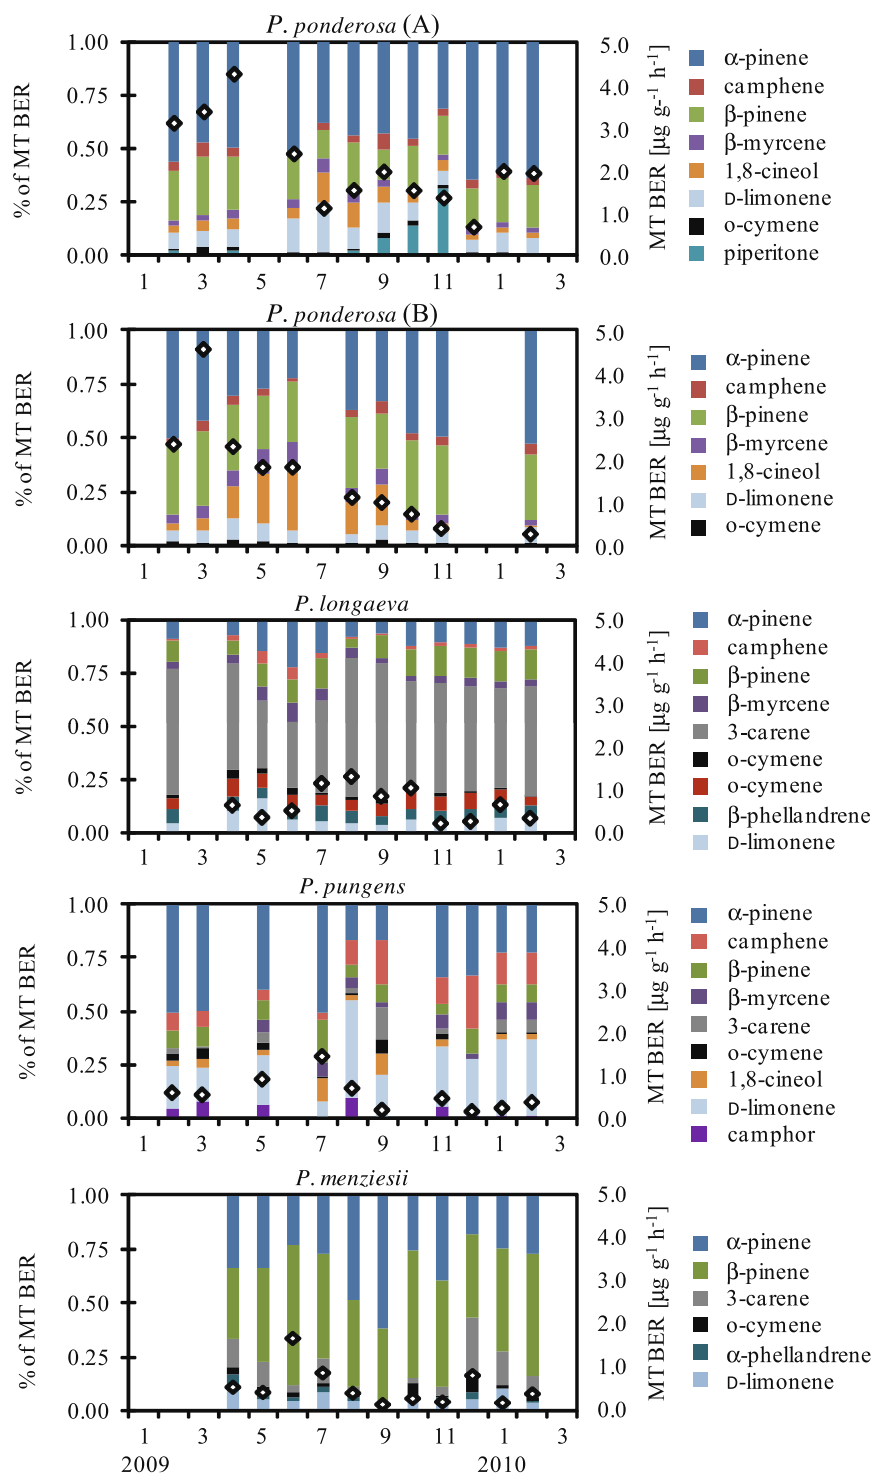 P. ponderosa (A)
% of MT BER
1.00
0.75
0.50
0.25
0.00
1 3 5 7 9 11 1 3
5.0
4.0
3.0
2.0
1.0
0.0
MT BER [µg g-1 h-1]
α-pinene
camphene
β-pinene
β-myrcene
1,8-cineol
D-limonene
o-cymene
piperitone
P. ponderosa (B)
% of MT BER
1.00
0.75
0.50
0.25
0.00
1 3 5 7 9 11 1 3
5.0
4.0
3.0
2.0
1.0
0.0
MT BER [µg g-1 h-1]
α-pinene
camphene
β-pinene
β-myrcene
1,8-cineol
D-limonene
o-cymene
P. longaeva
% of MT BER
1.00
0.75
0.50
0.25
0.00
1 3 5 7 9 11 1 3
5.0
4.0
3.0
2.0
1.0
0.0
MT BER [µg g-1 h-1]
α-pinene
camphene
β-pinene
β-myrcene
3-carene
o-cymene
o-cymene
β-phellandrene
D-limonene
P. pungens
% of MT BER
1.00
0.75
0.50
0.25
0.00
1 3 5 7 9 11 1 3
5.0
4.0
3.0
2.0
1.0
0.0
MT BER [µg g-1 h-1]
α-pinene
camphene
β-pinene
β-myrcene
3-carene
o-cymene
1,8-cineol
D-limonene
camphor
P. menziesii
% of MT BER
1.00
0.75
0.50
0.25
0.00
1 3 5 7 9 11 1 3
2009 2010
5.0
4.0
3.0
2.0
1.0
0.0
MT BER [µg g-1 h-1]
α-pinene
β-pinene
3-carene
o-cymene
α-phellandrene
D-limonene